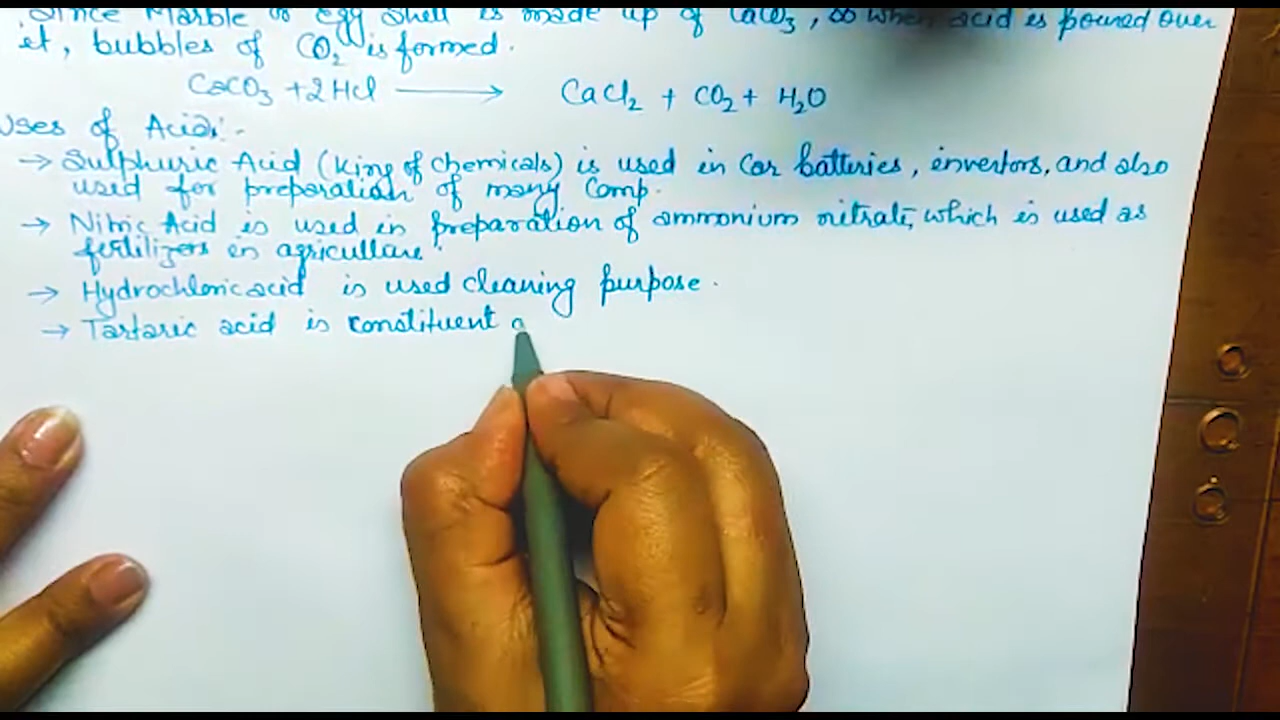 Since Marble or egg shell is made up of CaCO3, so when acid is poured over
it, bubbles of CO2 is formed.
CaCO3 + 2HCl → CaCl2 + CO2 + H2O
Uses of Acids:-
→ Sulphuric Acid (King of chemicals) is used in Car batteries, invertors, and also
used for preparation of many Comp.
→ Nitric Acid is used in preparation of ammonium nitrate, which is used as
fertilizers in agriculture.
→ Hydrochloric acid is used cleaning purpose.
→ Tartaric acid is constituent o